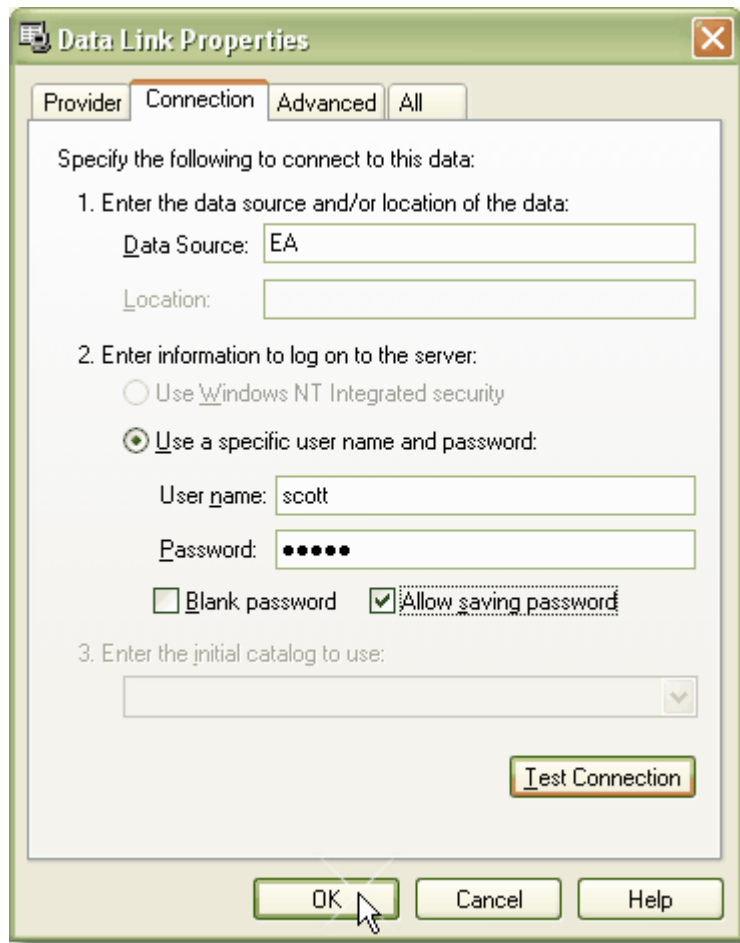 Data Link Properties
Provider Connection Advanced All
Specify the following to connect to this data:
1. Enter the data source and/or location of the data:
Data Source: EA
Location:
2. Enter information to log on to the server:
Use Windows NT Integrated security
Use a specific user name and password:
User name: scott
Password: ●●●●●
Blank password Allow saving password
3. Enter the initial catalog to use:
Test Connection
OK Cancel Help